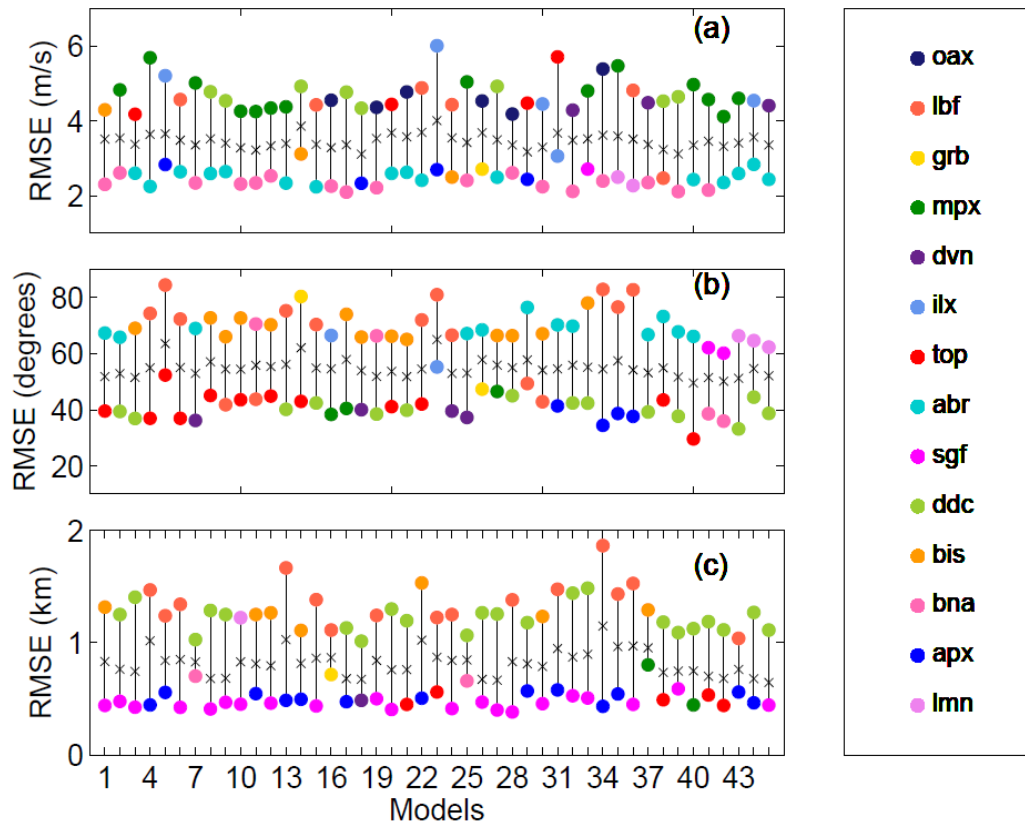 (a)
RMSE (m/s)
6
4
2
(b)
RMSE (degrees)
80
60
40
20
(c)
RMSE (km)
2
1
0
1 4 7 10 13 16 19 22 25 28 31 34 37 40 43
Models
oax
lbf
grb
mpx
dvn
ilx
top
abr
sgf
ddc
bis
bna
apx
lmn